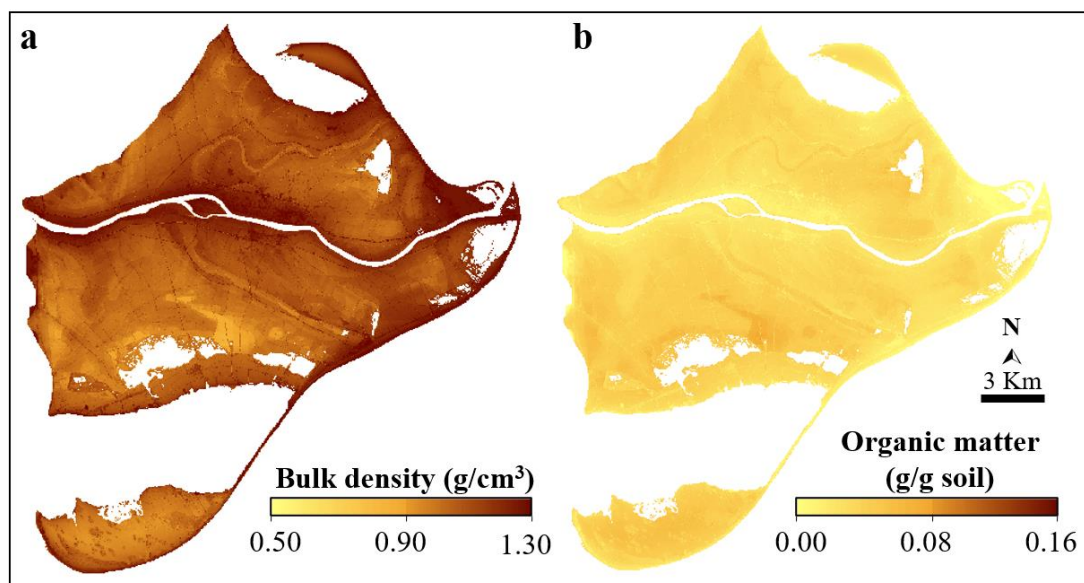 a
b
N
3 Km
Bulk density (g/cm³)
0.50 0.90 1.30
Organic matter
(g/g soil)
0.00 0.08 0.16